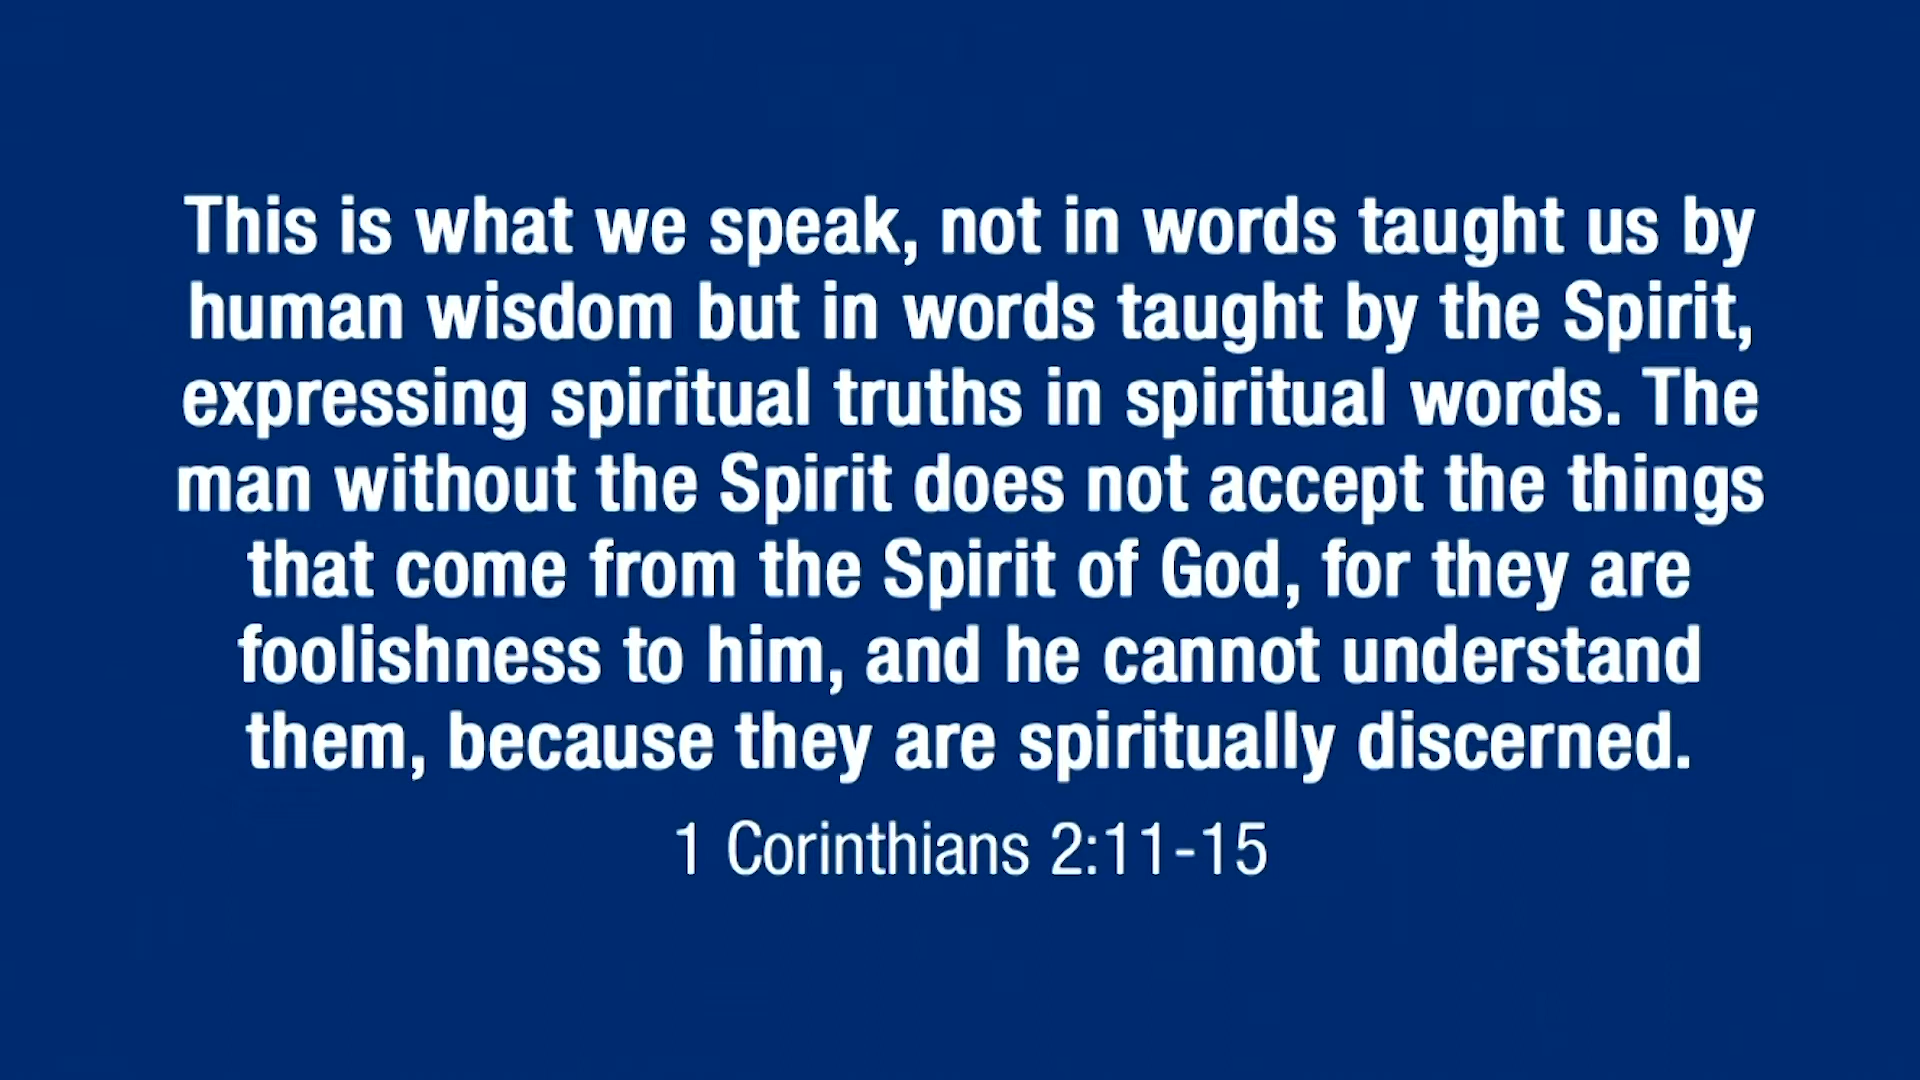 This is what we speak, not in words taught us by
human wisdom but in words taught by the Spirit,
expressing spiritual truths in spiritual words. The
man without the Spirit does not accept the things
that come from the Spirit of God, for they are
foolishness to him, and he cannot understand
them, because they are spiritually discerned.
1 Corinthians 2:11-15